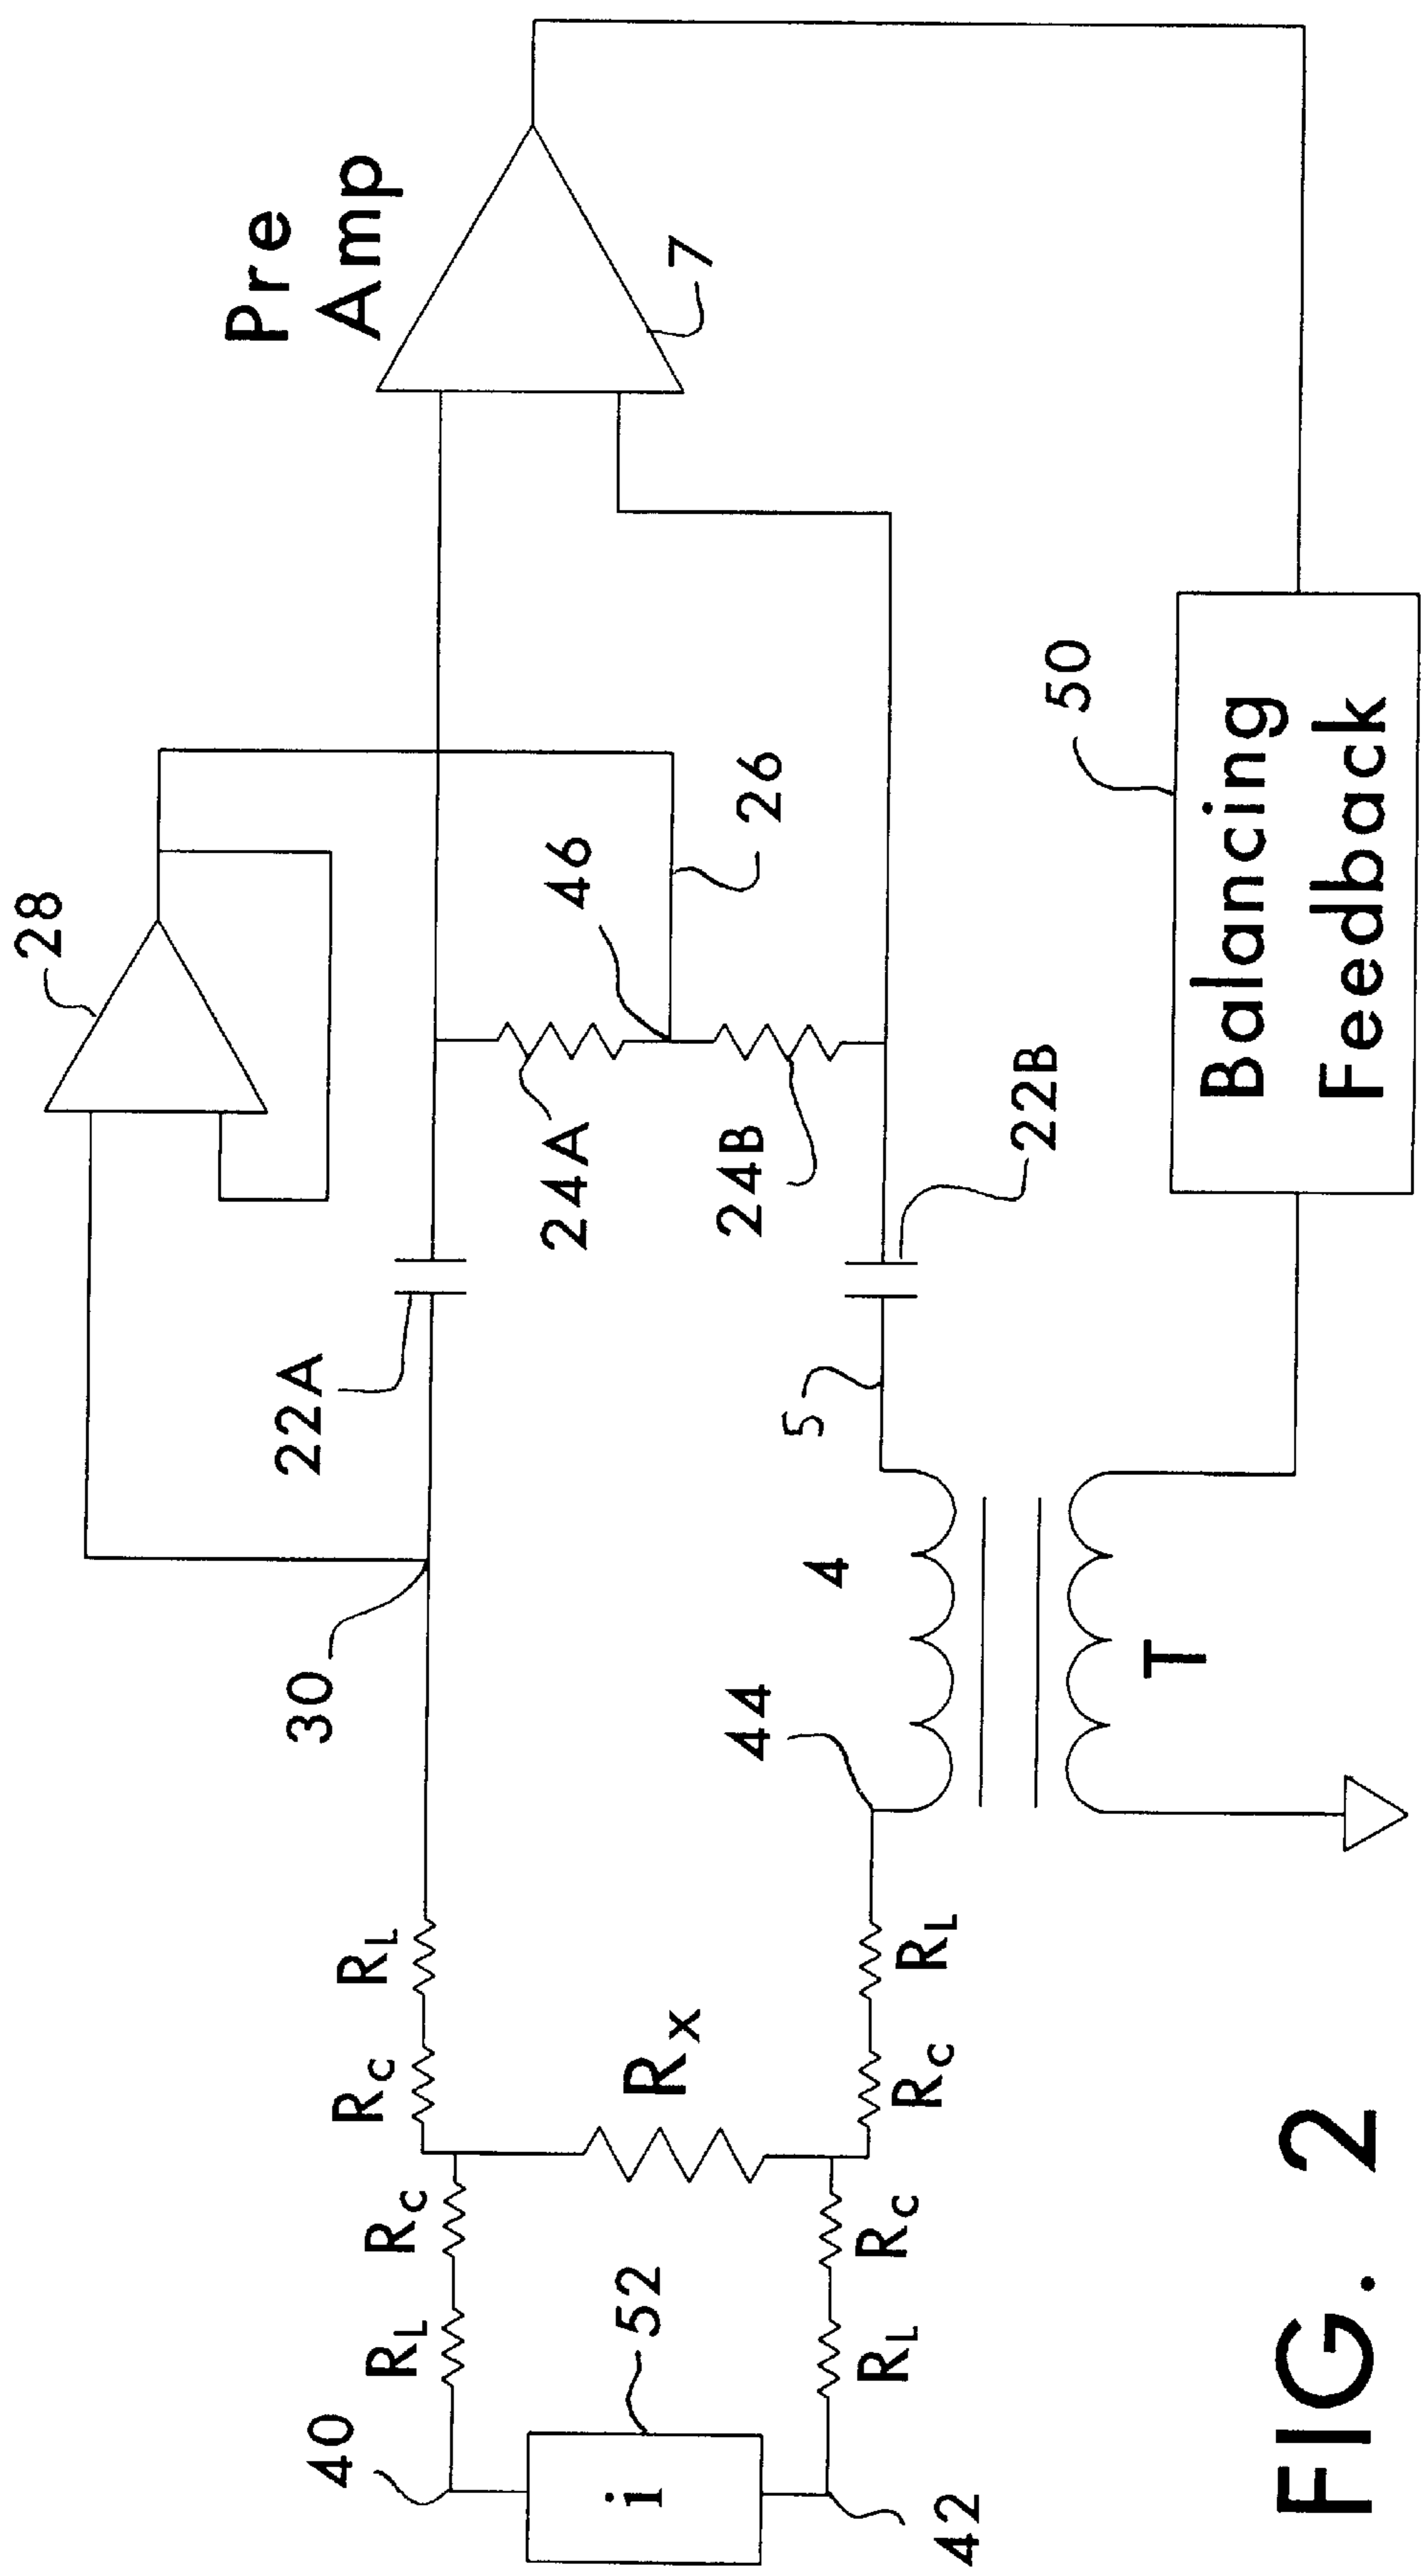 Pre
Amp
7
28
46
26
24A
24B
22A
22B
5
50
Balancing
Feedback
30
44
4
T
RL
RC
RX
RL
RC
RC
RL
RC
RL
40
52
i
42
FIG. 2